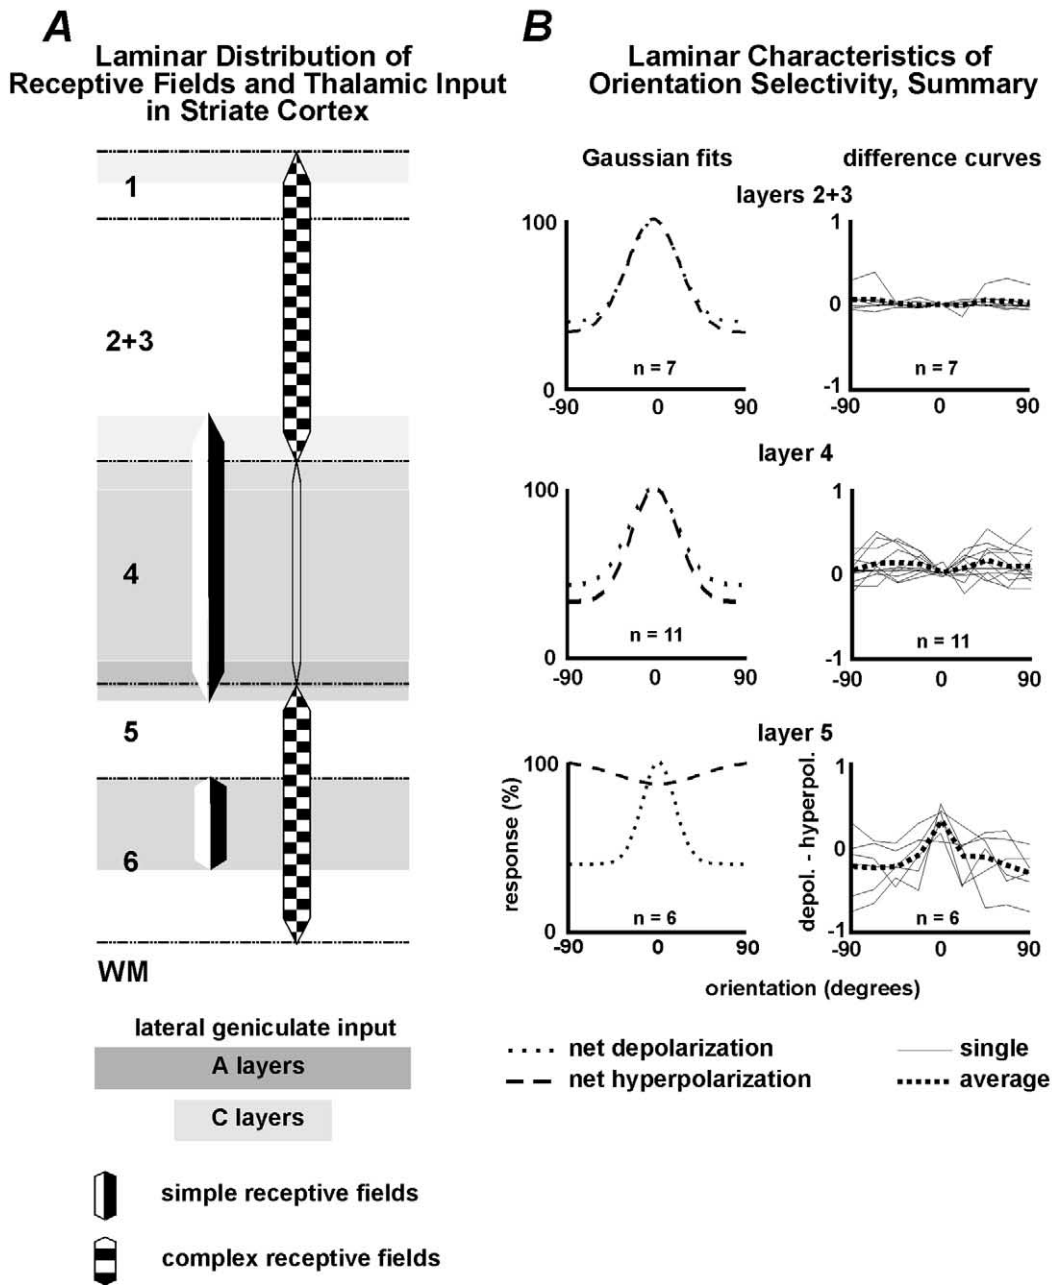 A
Laminar Distribution of
Receptive Fields and Thalamic Input
in Striate Cortex
1
2+3
4
5
6
WM
lateral geniculate input
A layers
C layers
simple receptive fields
complex receptive fields
B
Laminar Characteristics of
Orientation Selectivity, Summary
Gaussian fits
difference curves
layers 2+3
100
0
-90
0
90
n = 7
1
0
-1
-90
0
90
n = 7
layer 4
100
0
-90
0
90
n = 11
1
0
-1
-90
0
90
n = 11
layer 5
response (%)
100
0
-90
0
90
n = 6
depol. - hyperpol.
1
0
-1
-90
0
90
n = 6
orientation (degrees)
net depolarization
net hyperpolarization
single
average